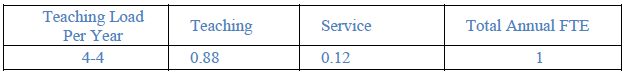 Teaching Load Per Year Teaching Service Total Annual FTE
4-4 0.88 0.12 1